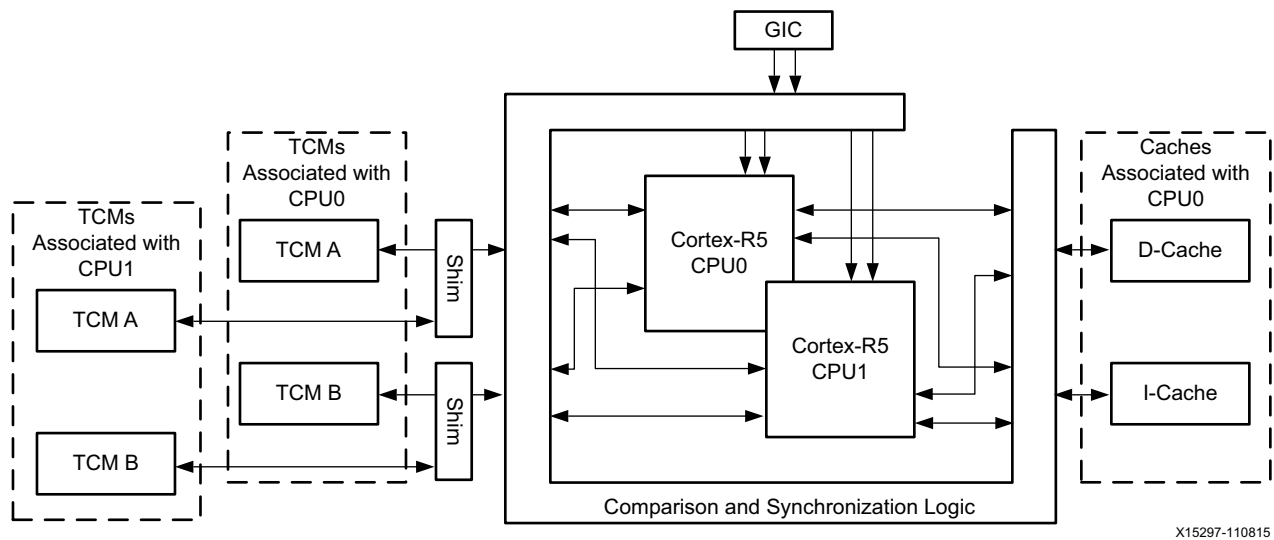 GIC
TCMs
Associated with
CPU0
TCMs
Associated with
CPU1
TCM A
TCM A
TCM B
TCM B
Shim
Shim
Cortex-R5
CPU0
Cortex-R5
CPU1
Caches
Associated with
CPU0
D-Cache
I-Cache
Comparison and Synchronization Logic
X15297-110815